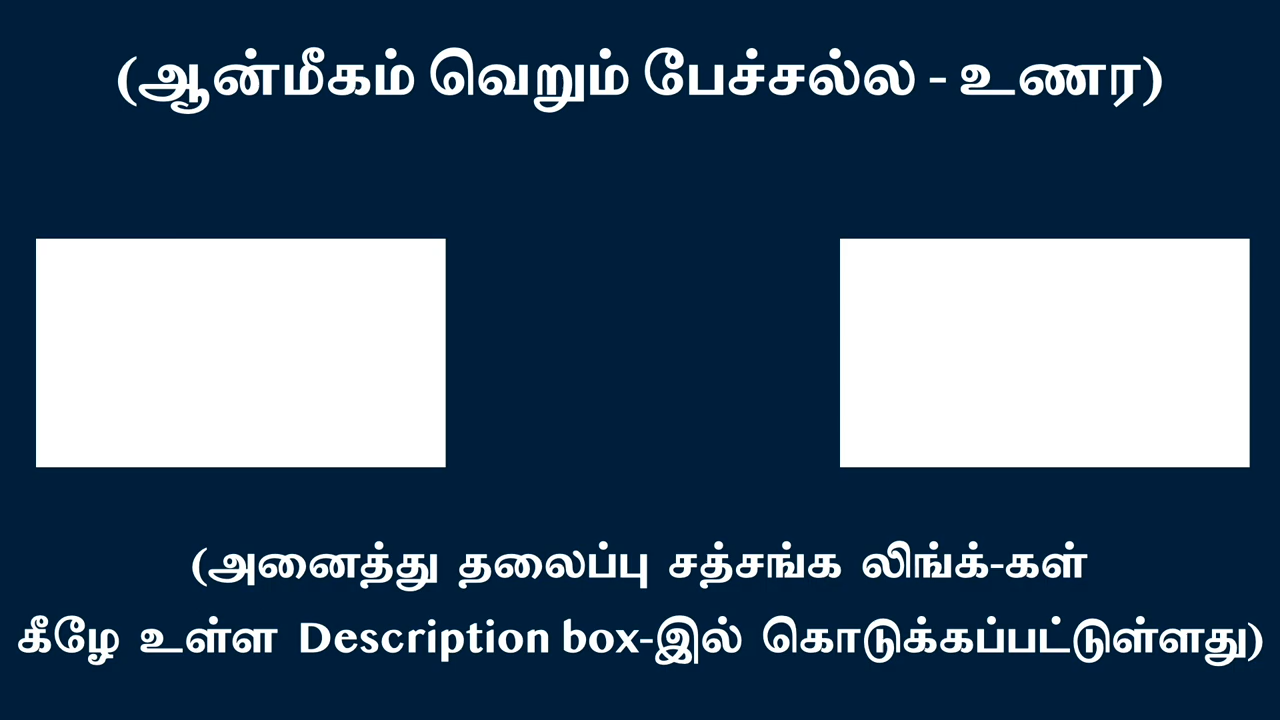 (ஆன்மீகம் வெறும் பேச்சல்ல - உணர)
(அனைத்து தலைப்பு சத்சங்க லிங்க்-கள்
கீழே உள்ள Description box-இல் கொடுக்கப்பட்டுள்ளது)